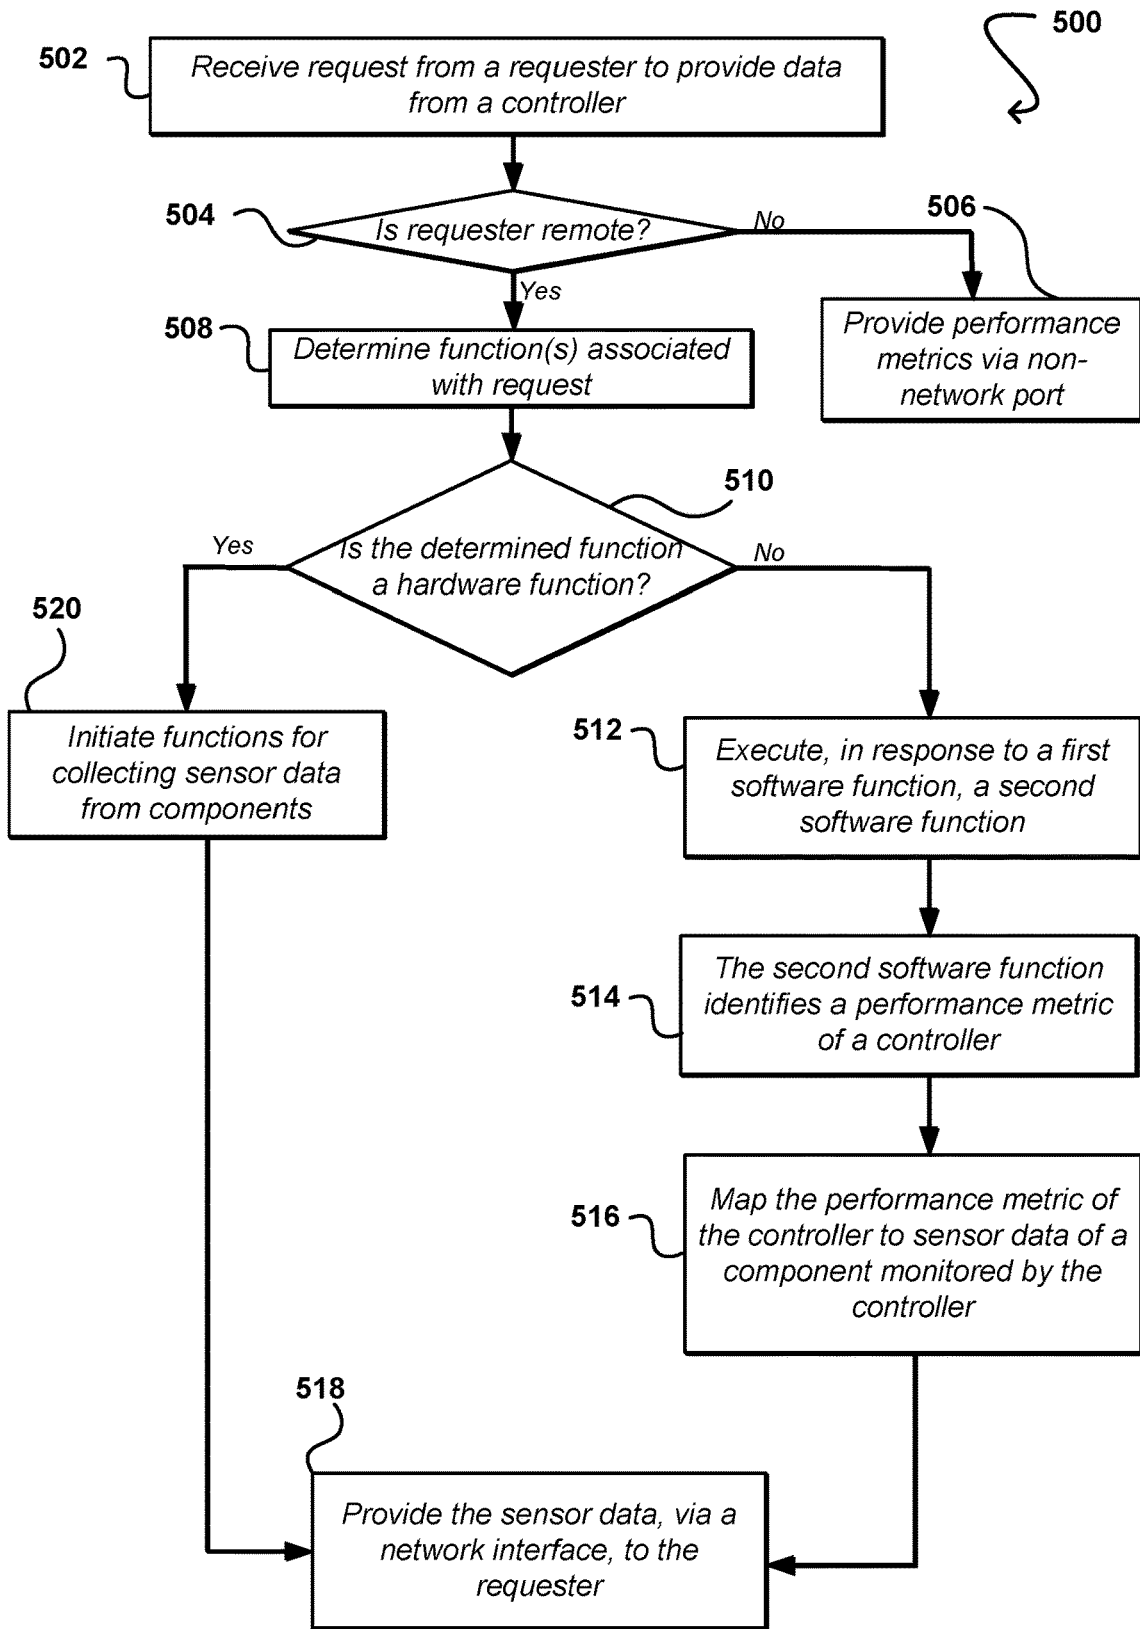 500
502
Receive request from a requester to provide data
from a controller
504
Is requester remote?
No
506
Yes
Provide performance
metrics via non-
network port
508
Determine function(s) associated
with request
510
Yes
Is the determined function
a hardware function?
No
520
Initiate functions for
collecting sensor data
from components
512
Execute, in response to a first
software function, a second
software function
514
The second software function
identifies a performance metric
of a controller
516
Map the performance metric of
the controller to sensor data of a
component monitored by the
controller
518
Provide the sensor data, via a
network interface, to the
requester